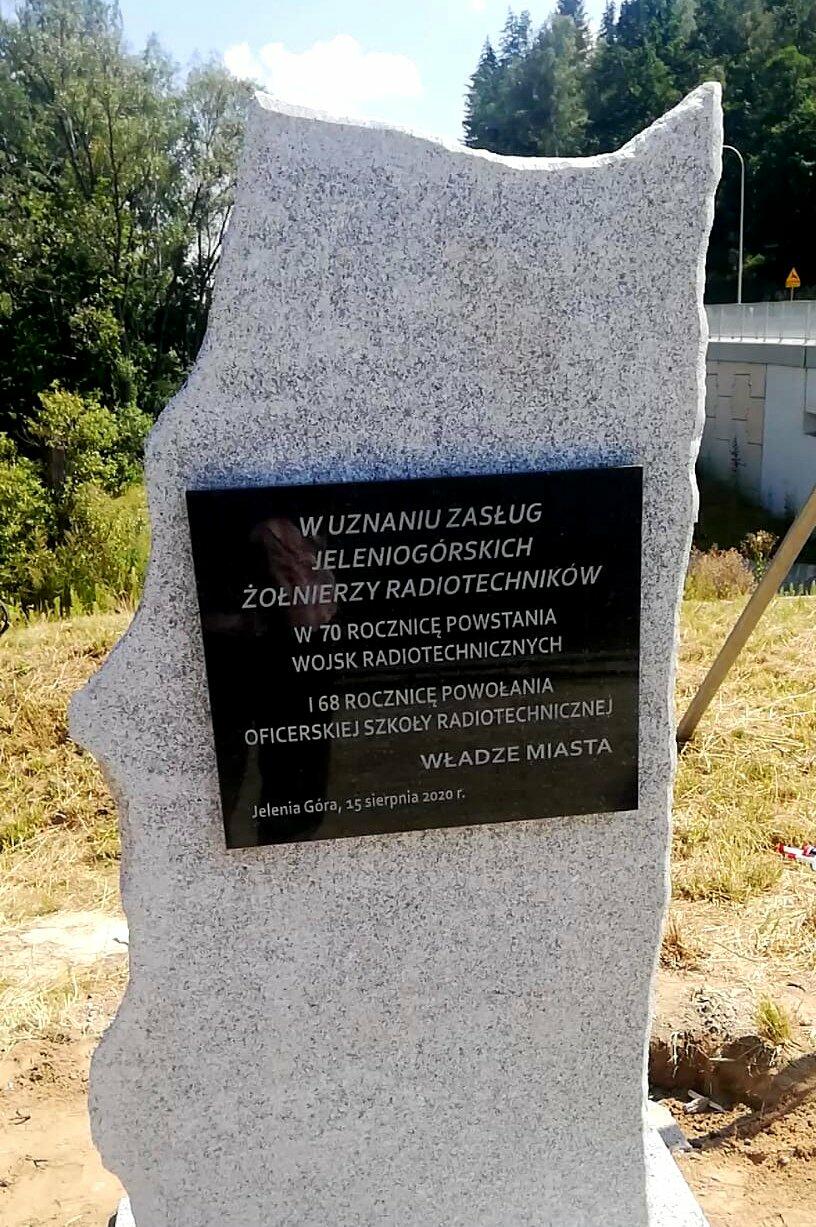 W UZNANIU ZASŁUG
JELENIOGÓRSKICH
ŻOŁNIERZY RADIOTECHNIKÓW
W 70 ROCZNICĘ POWSTANIA
WOJSK RADIOTECHNICZNYCH
I 68 ROCZNICĘ POWOŁANIA
OFICERSKIEJ SZKOŁY RADIOTECHNICZNEJ
WŁADZE MIASTA
Jelenia Góra, 15 sierpnia 2020 r.